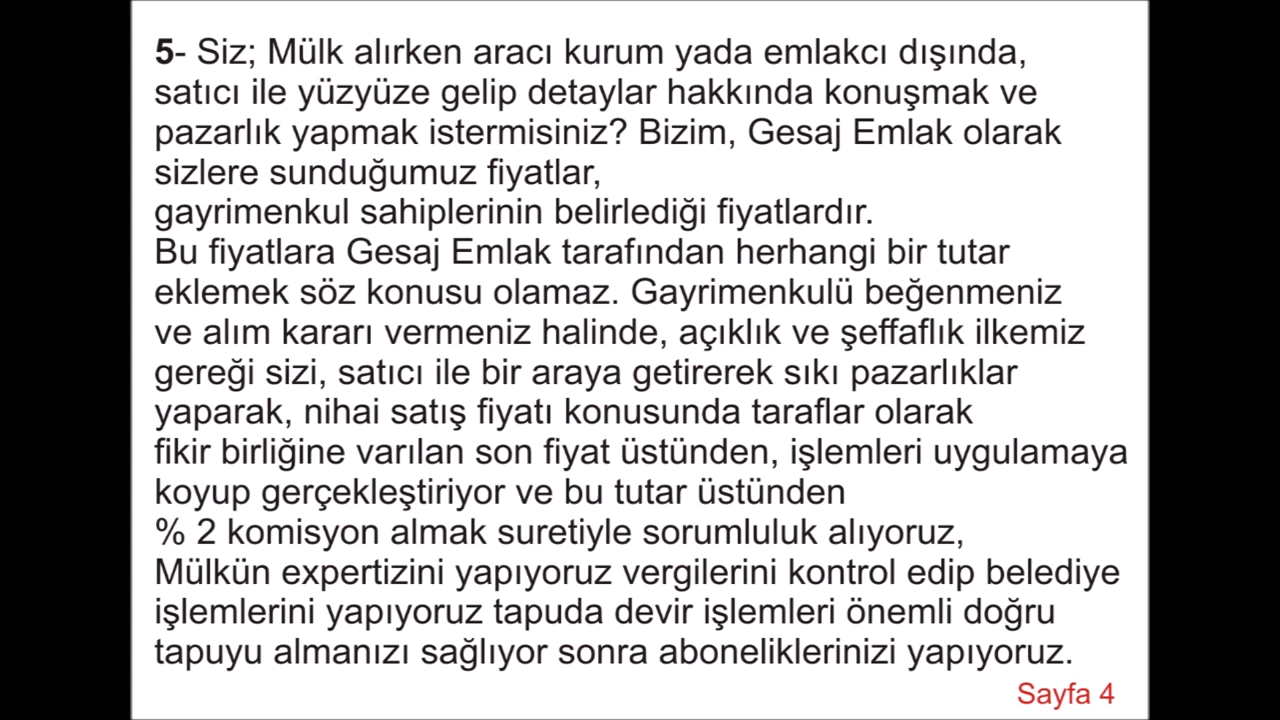 5- Siz; Mülk alırken aracı kurum yada emlakcı dışında,
satıcı ile yüzyüze gelip detaylar hakkında konuşmak ve
pazarlık yapmak istermisiniz? Bizim, Gesaj Emlak olarak
sizlere sunduğumuz fiyatlar,
gayrimenkul sahiplerinin belirlediği fiyatlardır.
Bu fiyatlara Gesaj Emlak tarafından herhangi bir tutar
eklemek söz konusu olamaz. Gayrimenkulü beğenmeniz
ve alım kararı vermeniz halinde, açıklık ve şeffaflık ilkemiz
gereği sizi, satıcı ile bir araya getirerek sıkı pazarlıklar
yaparak, nihai satış fiyatı konusunda taraflar olarak
fikir birliğine varılan son fiyat üstünden, işlemleri uygulamaya
koyup gerçekleştiriyor ve bu tutar üstünden
% 2 komisyon almak suretiyle sorumluluk alıyoruz,
Mülkün expertizini yapıyoruz vergilerini kontrol edip belediye
işlemlerini yapıyoruz tapuda devir işlemleri önemli doğru
tapuyu almanızı sağlıyor sonra aboneliklerinizi yapıyoruz.
Sayfa 4